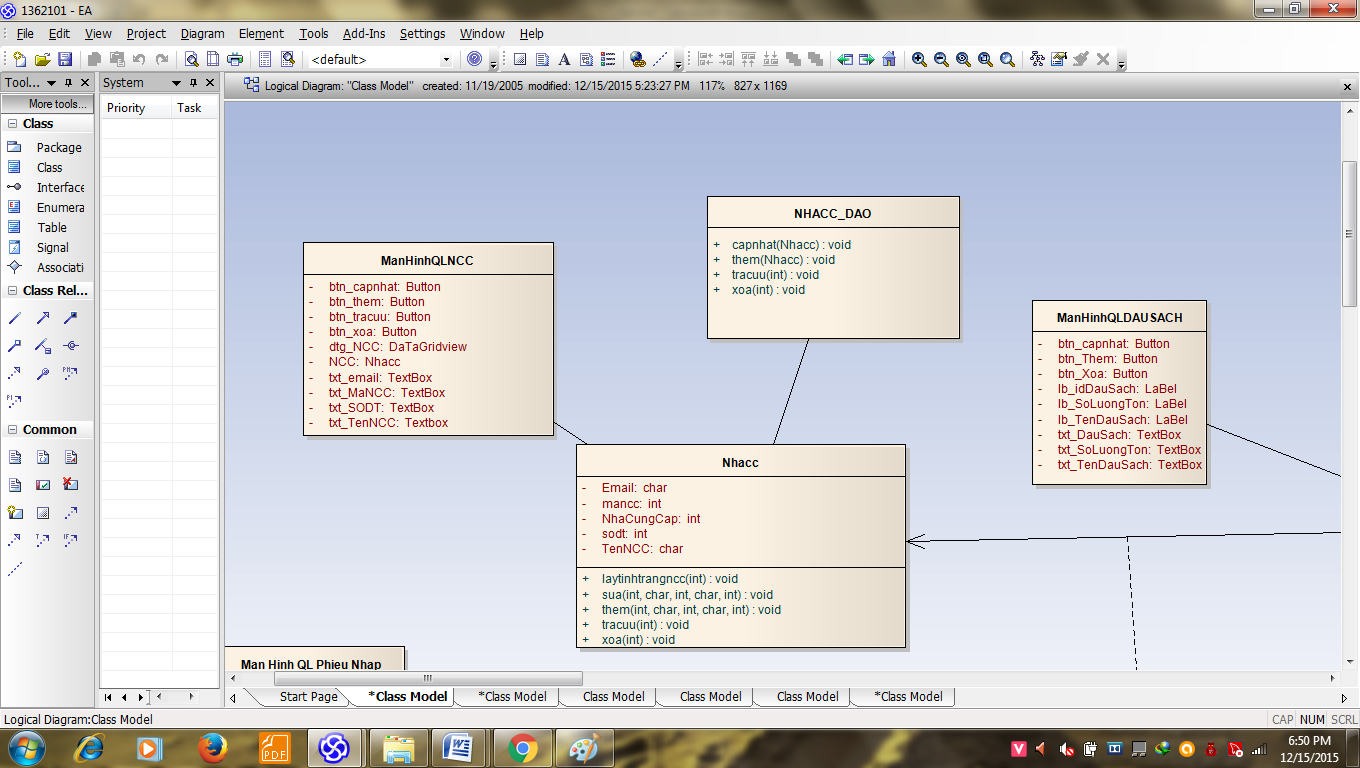 1362101 - EA
File Edit View Project Diagram Element Tools Add-Ins Settings Window Help
<default>
Tool...
System
Logical Diagram: "Class Model" created: 11/19/2005 modified: 12/15/2015 5:23:27 PM 117% 827 x 1169
More tools...
Priority Task
Class
Package
Class
Interface
Enumera
Table
Signal
Associati
Class Rel...
Common
NHACC_DAO
+ capnhat(Nhacc) : void
+ them(Nhacc) : void
+ tracuu(int) : void
+ xoa(int) : void
ManHinhQLNCC
- btn_capnhat: Button
- btn_them: Button
- btn_tracuu: Button
- btn_xoa: Button
- dtg_NCC: DaTaGridview
- NCC: Nhacc
- txt_email: TextBox
- txt_MaNCC: TextBox
- txt_SODT: TextBox
- txt_TenNCC: Textbox
ManHinhQLDAUSACH
- btn_capnhat: Button
- btn_Them: Button
- btn_Xoa: Button
- lb_idDauSach: LaBel
- lb_SoLuongTon: LaBel
- lb_TenDauSach: LaBel
- txt_DauSach: TextBox
- txt_SoLuongTon: TextBox
- txt_TenDauSach: TextBox
Nhacc
- Email: char
- mancc: int
- NhaCungCap: int
- sodt: int
- TenNCC: char
+ laytinhtrangncc(int) : void
+ sua(int, char, int, char, int) : void
+ them(int, char, int, char, int) : void
+ tracuu(int) : void
+ xoa(int) : void
Man Hinh QL Phieu Nhap
Start Page *Class Model *Class Model Class Model Class Model Class Model *Class Model
Logical Diagram:Class Model
CAP NUM SCRL
PDF
6:50 PM
12/15/2015